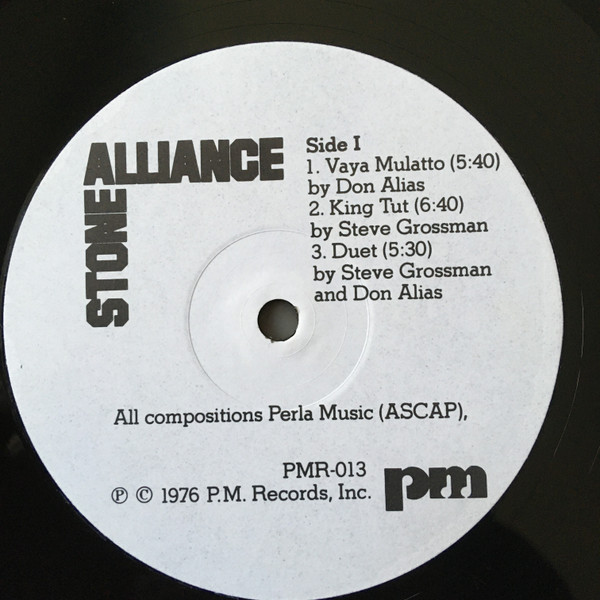 STONE
ALLIANCE
Side I
1. Vaya Mulatto (5:40)
by Don Alias
2. King Tut (6:40)
by Steve Grossman
3. Duet (5:30)
by Steve Grossman
and Don Alias
All compositions Perla Music (ASCAP),
PMR-013
℗ © 1976 P.M. Records, Inc.
pm